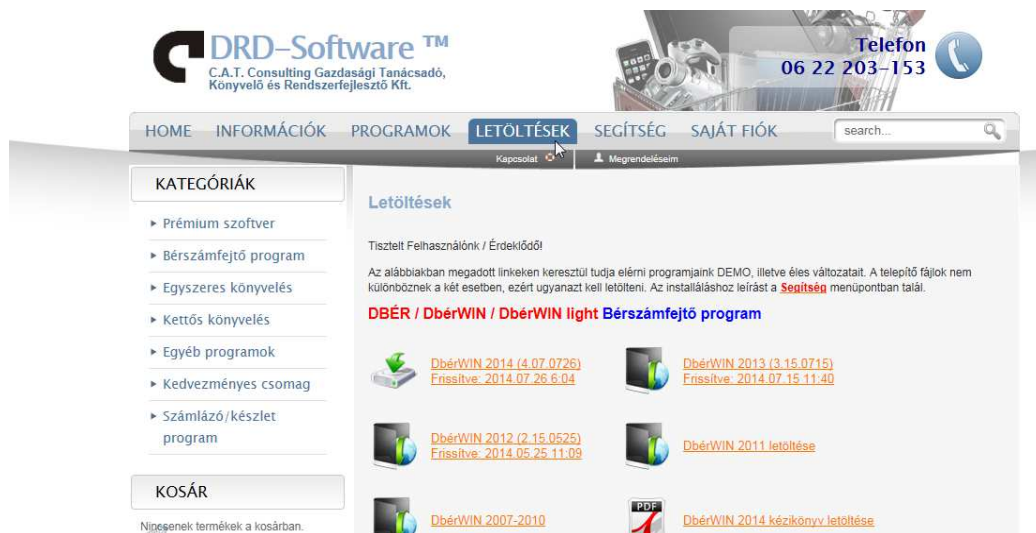 DRD–Software ™
C.A.T. Consulting Gazdasági Tanácsadó,
Könyvelő és Rendszerfejlesztő Kft.
Telefon
06 22 203–153
HOME INFORMÁCIÓK PROGRAMOK LETÖLTÉSEK SEGÍTSÉG SAJÁT FIÓK search...
Kapcsolat Megrendeléseim
KATEGÓRIÁK
Prémium szoftver
Bérszámfejtő program
Egyszeres könyvelés
Kettős könyvelés
Egyéb programok
Kedvezményes csomag
Számlázó/készlet
program
KOSÁR
Nincsenek termékek a kosárban.
Letöltések
Tisztelt Felhasználónk / Érdeklődő!
Az alábbiakban megadott linkeken keresztül tudja elérni programjaink DEMO, illetve éles változatait. A telepítő fájlok nem
különböznek a két esetben, ezért ugyanazt kell letölteni. Az installáláshoz leírást a Segítség menüpontban talál.
DBÉR / DbérWIN / DbérWIN light Bérszámfejtő program
DbérWIN 2014 (4.07.0726)
Frissítve: 2014.07.26 6:04
DbérWIN 2013 (3.15.0715)
Frissítve: 2014.07.15 11:40
DbérWIN 2012 (2.15.0525)
Frissítve: 2014.05.25 11:09
DbérWIN 2011 letöltése
DbérWIN 2007-2010
PDF
DbérWIN 2014 kézikönyv letöltése